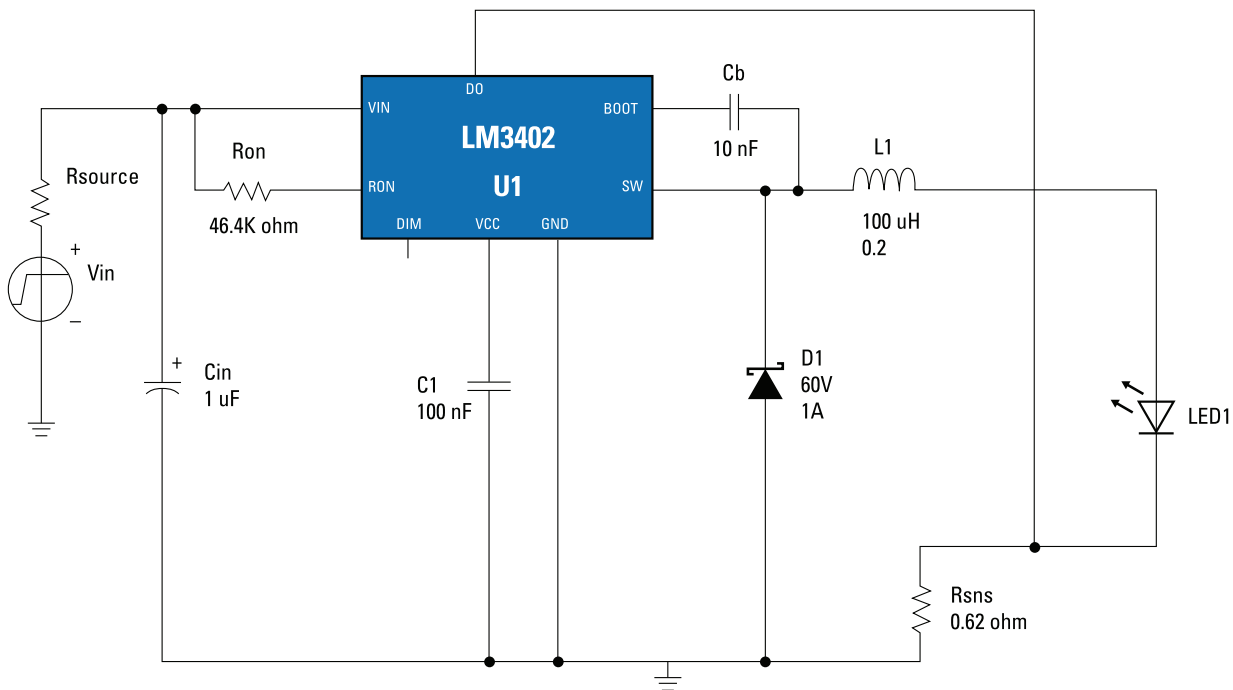 DO
Cb
VIN
BOOT
LM3402
10 nF
L1
Ron
Rsource
RON
U1
SW
46.4K ohm
DIM
VCC
GND
100 uH
0.2
+
Vin
–
+
Cin
1 uF
C1
100 nF
D1
60V
1A
LED1
Rsns
0.62 ohm